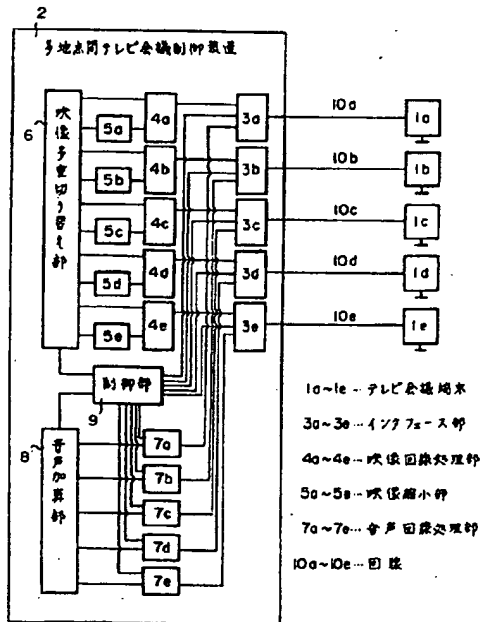 2
多地点間テレビ会議制御装置
6
映像多重切り替え部
4a
5a
3a
10a
1a
4b
5b
3b
10b
1b
4c
5c
3c
10c
1c
4d
5d
3d
10d
1d
4e
5e
3e
10e
1e
制御部
9
8
音声加算部
7a
7b
7c
7d
7e
1a~1e…テレビ会議端末
3a~3e…インタフェース部
4a~4e…映像回線処理部
5a~5e…映像縮小部
7a~7e…音声回線処理部
10a~10e…回線